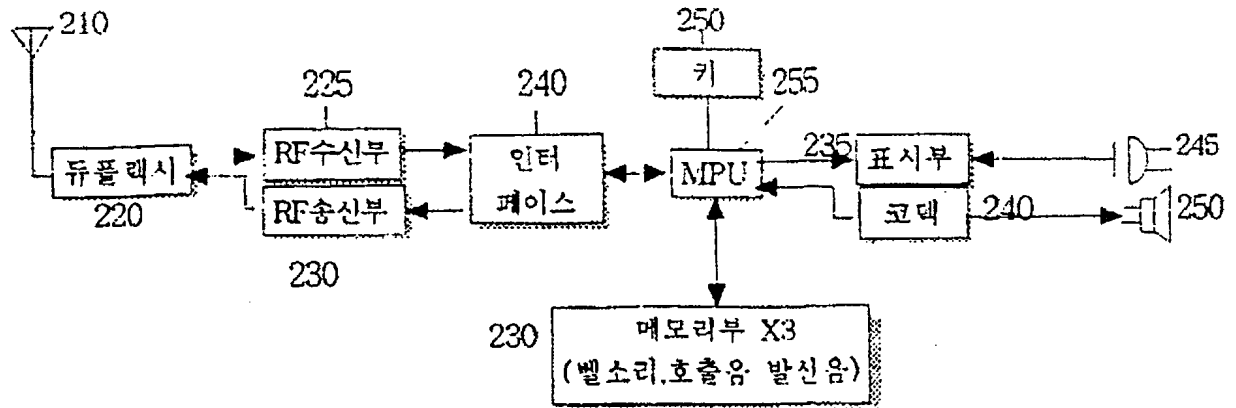 210
250
키
255
225
240
듀플랙시
220
RF수신부
RF송신부
230
인터
페이스
MPU
235
표시부
245
코덱
240
250
230
메모리부 X3
(벨소리.호출음 발신음)